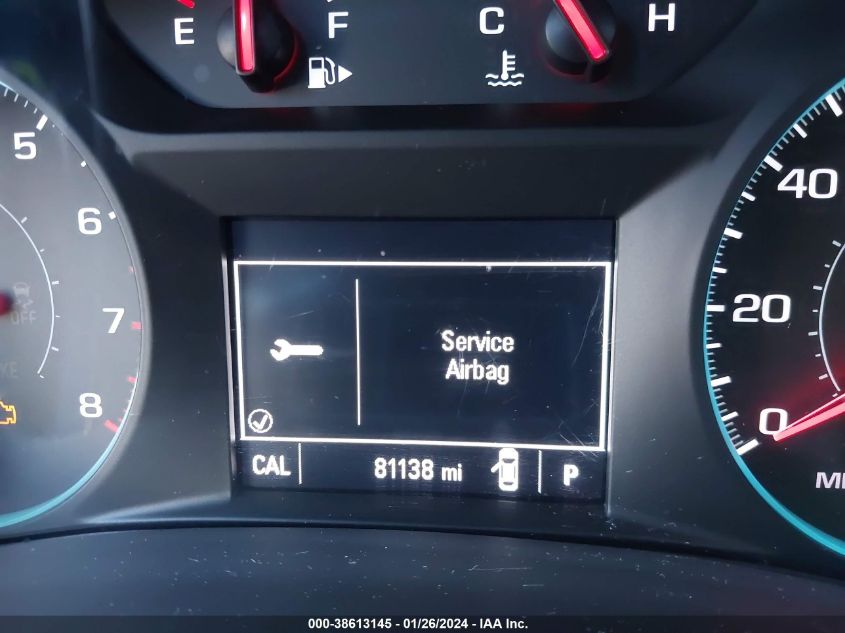 E F C H
5
6
7
8
OFF
40
20
0
Service
Airbag
CAL 81138 mi P
000-38613145 - 01/26/2024 - IAA Inc.